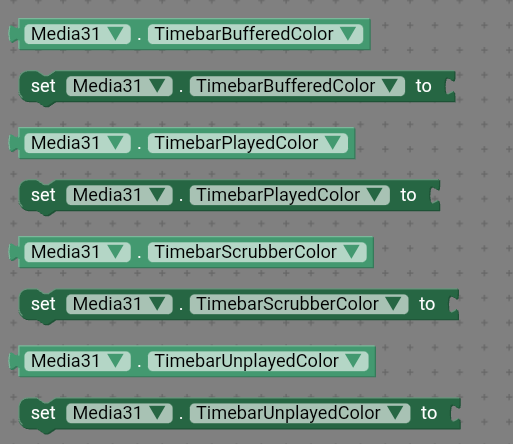 Media31 . TimebarBufferedColor
set Media31 . TimebarBufferedColor to
Media31 . TimebarPlayedColor
set Media31 . TimebarPlayedColor to
Media31 . TimebarScrubberColor
set Media31 . TimebarScrubberColor to
Media31 . TimebarUnplayedColor
set Media31 . TimebarUnplayedColor to